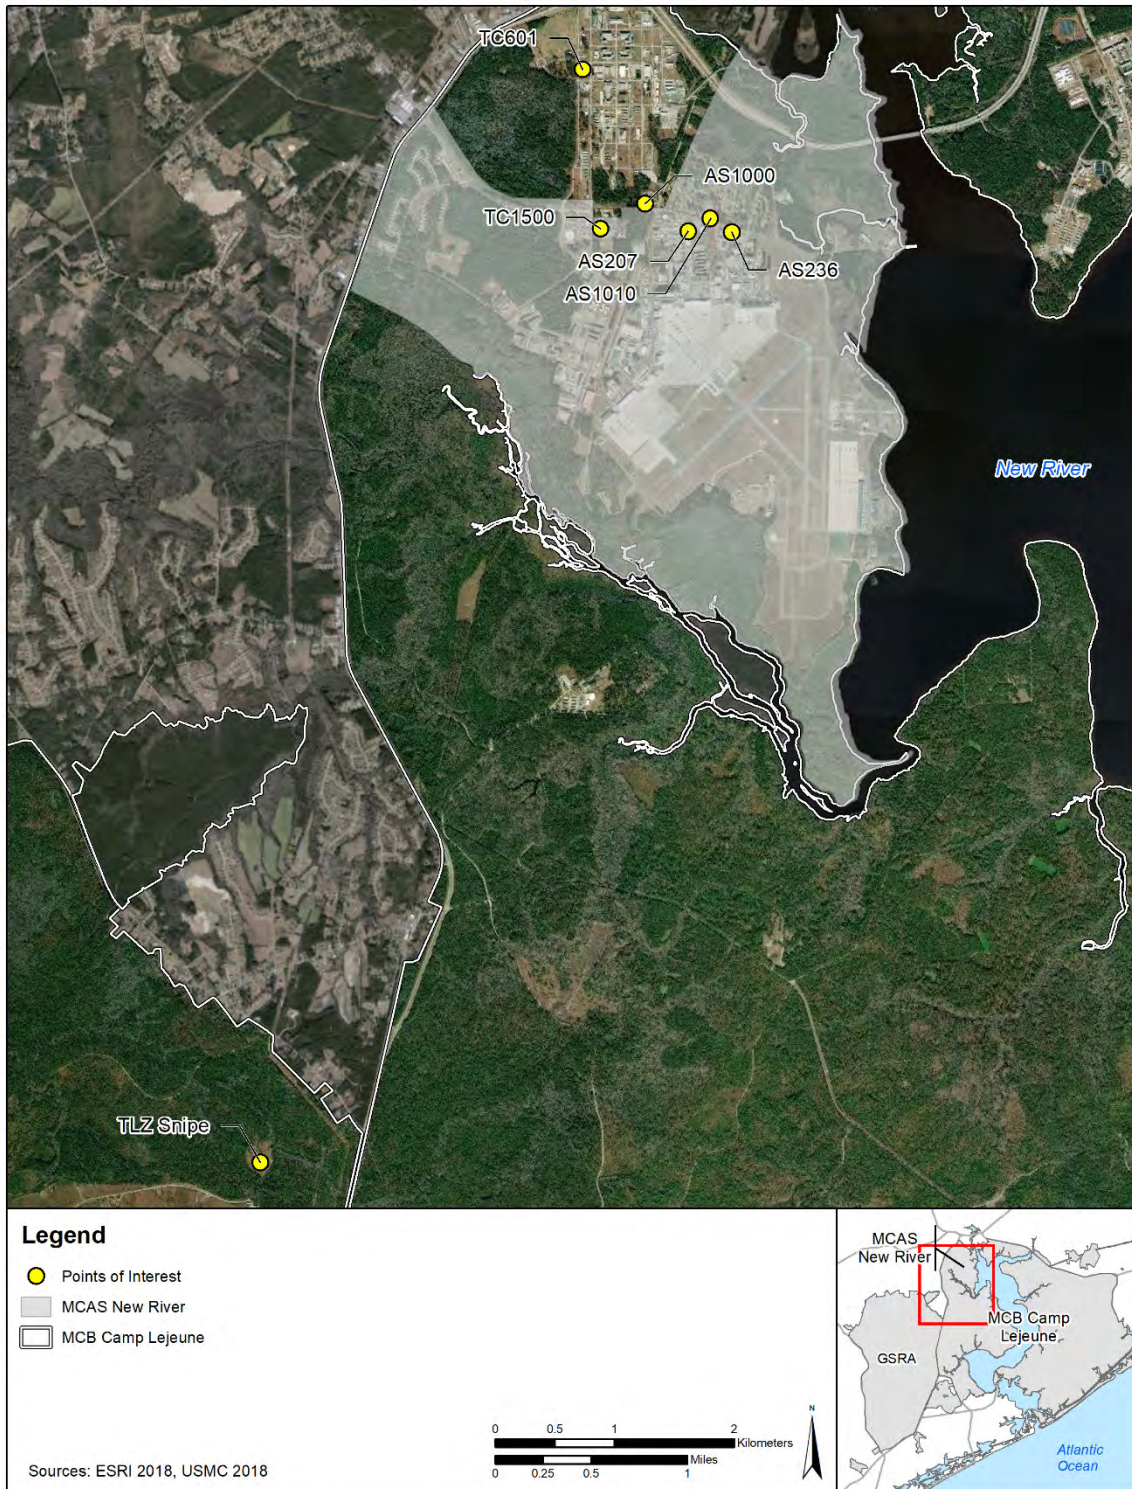 TC601
AS1000
TC1500
AS207
AS236
AS1010
New River
TLZ Snipe
Legend
Points of Interest
MCAS New River
MCB Camp Lejeune
0 0.5 1 2
Kilometers
Miles
0 0.25 0.5 1
N
Sources: ESRI 2018, USMC 2018
MCAS
New River
MCB Camp
Lejeune
GSRA
Atlantic
Ocean